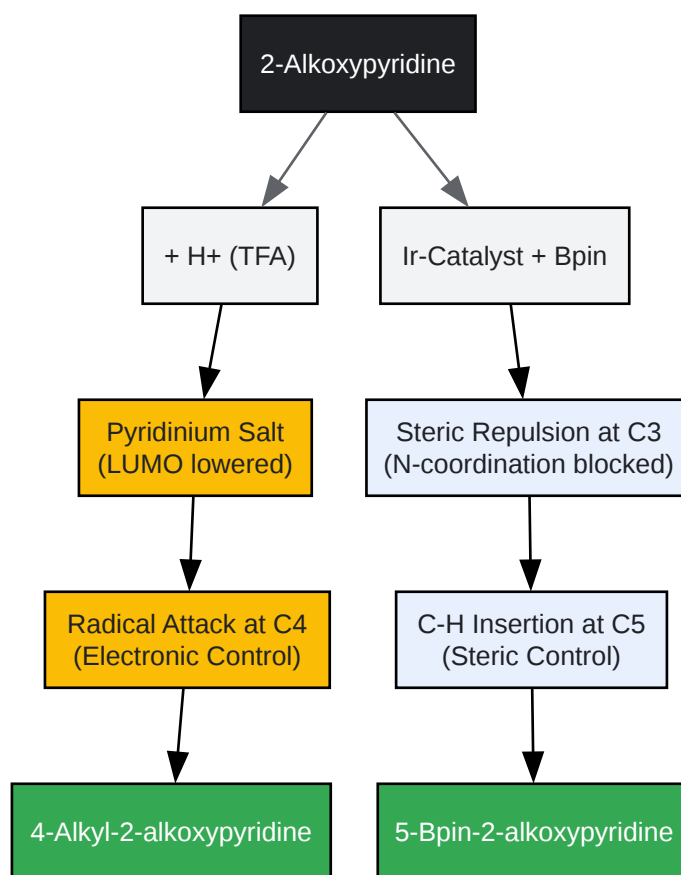 2-Alkoxypyridine
+ H+ (TFA)
Ir-Catalyst + Bpin
Pyridinium Salt
(LUMO lowered)
Steric Repulsion at C3
(N-coordination blocked)
Radical Attack at C4
(Electronic Control)
C-H Insertion at C5
(Steric Control)
4-Alkyl-2-alkoxypyridine
5-Bpin-2-alkoxypyridine